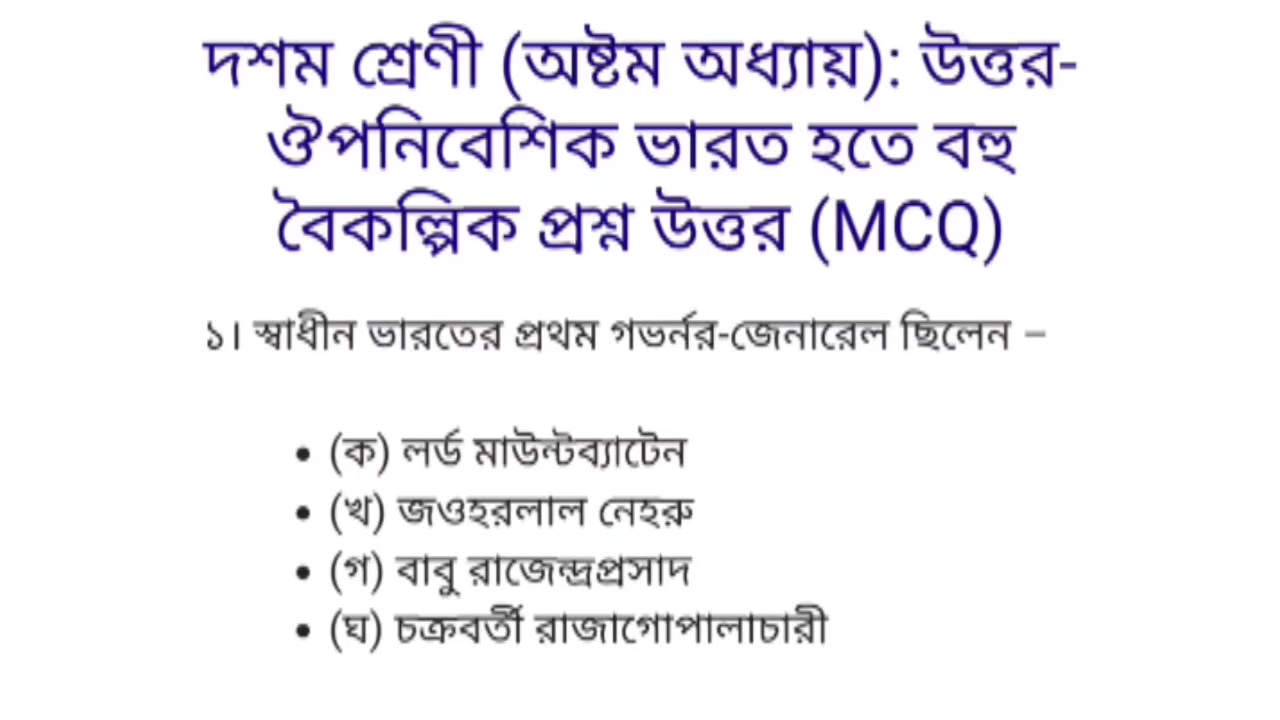 দশম শ্রেণী (অষ্টম অধ্যায়): উত্তর-
ঔপনিবেশিক ভারত হতে বহু
বৈকল্পিক প্রশ্ন উত্তর (MCQ)
১। স্বাধীন ভারতের প্রথম গভর্নর-জেনারেল ছিলেন –
• (ক) লর্ড মাউন্টব্যাটেন
• (খ) জওহরলাল নেহরু
• (গ) বাবু রাজেন্দ্রপ্রসাদ
• (ঘ) চক্রবর্তী রাজাগোপালাচারী